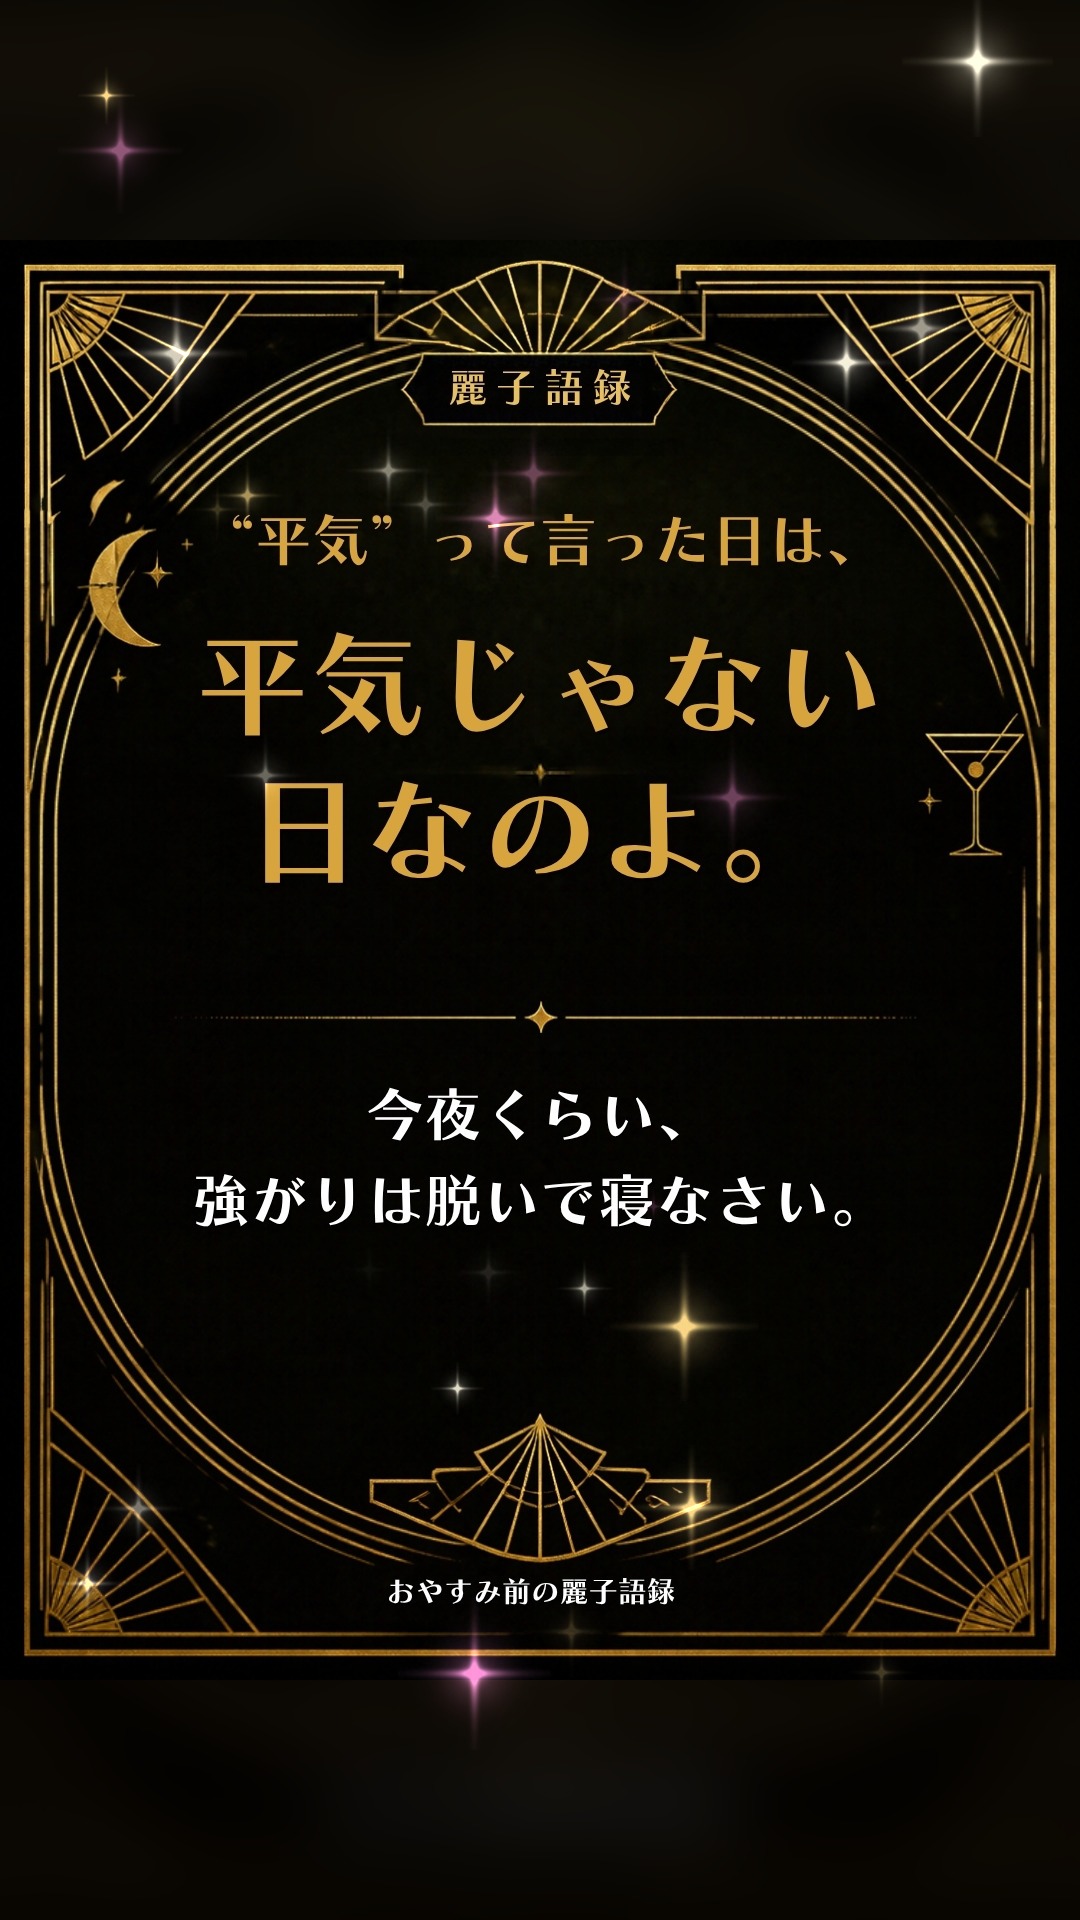 麗子語録
“平気”って言った日は、
平気じゃない
日なのよ。
今夜くらい、
強がりは脱いで寝なさい。
おやすみ前の麗子語録